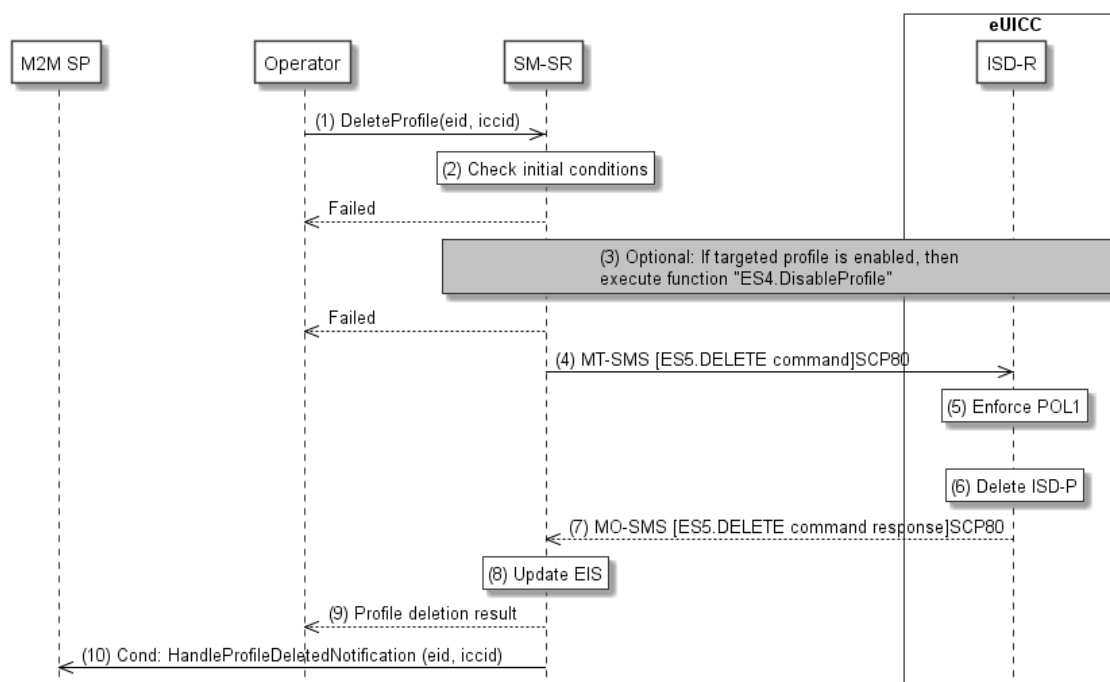 eUICC
M2M SP
Operator
SM-SR
ISD-R
(1) DeleteProfile(eid, iccid)
(2) Check initial conditions
Failed
(3) Optional: If targeted profile is enabled, then
execute function "ES4.DisableProfile"
Failed
(4) MT-SMS [ES5.DELETE command]SCP80
(5) Enforce POL1
(6) Delete ISD-P
(7) MO-SMS [ES5.DELETE command response]SCP80
(8) Update EIS
(9) Profile deletion result
(10) Cond: HandleProfileDeletedNotification (eid, iccid)